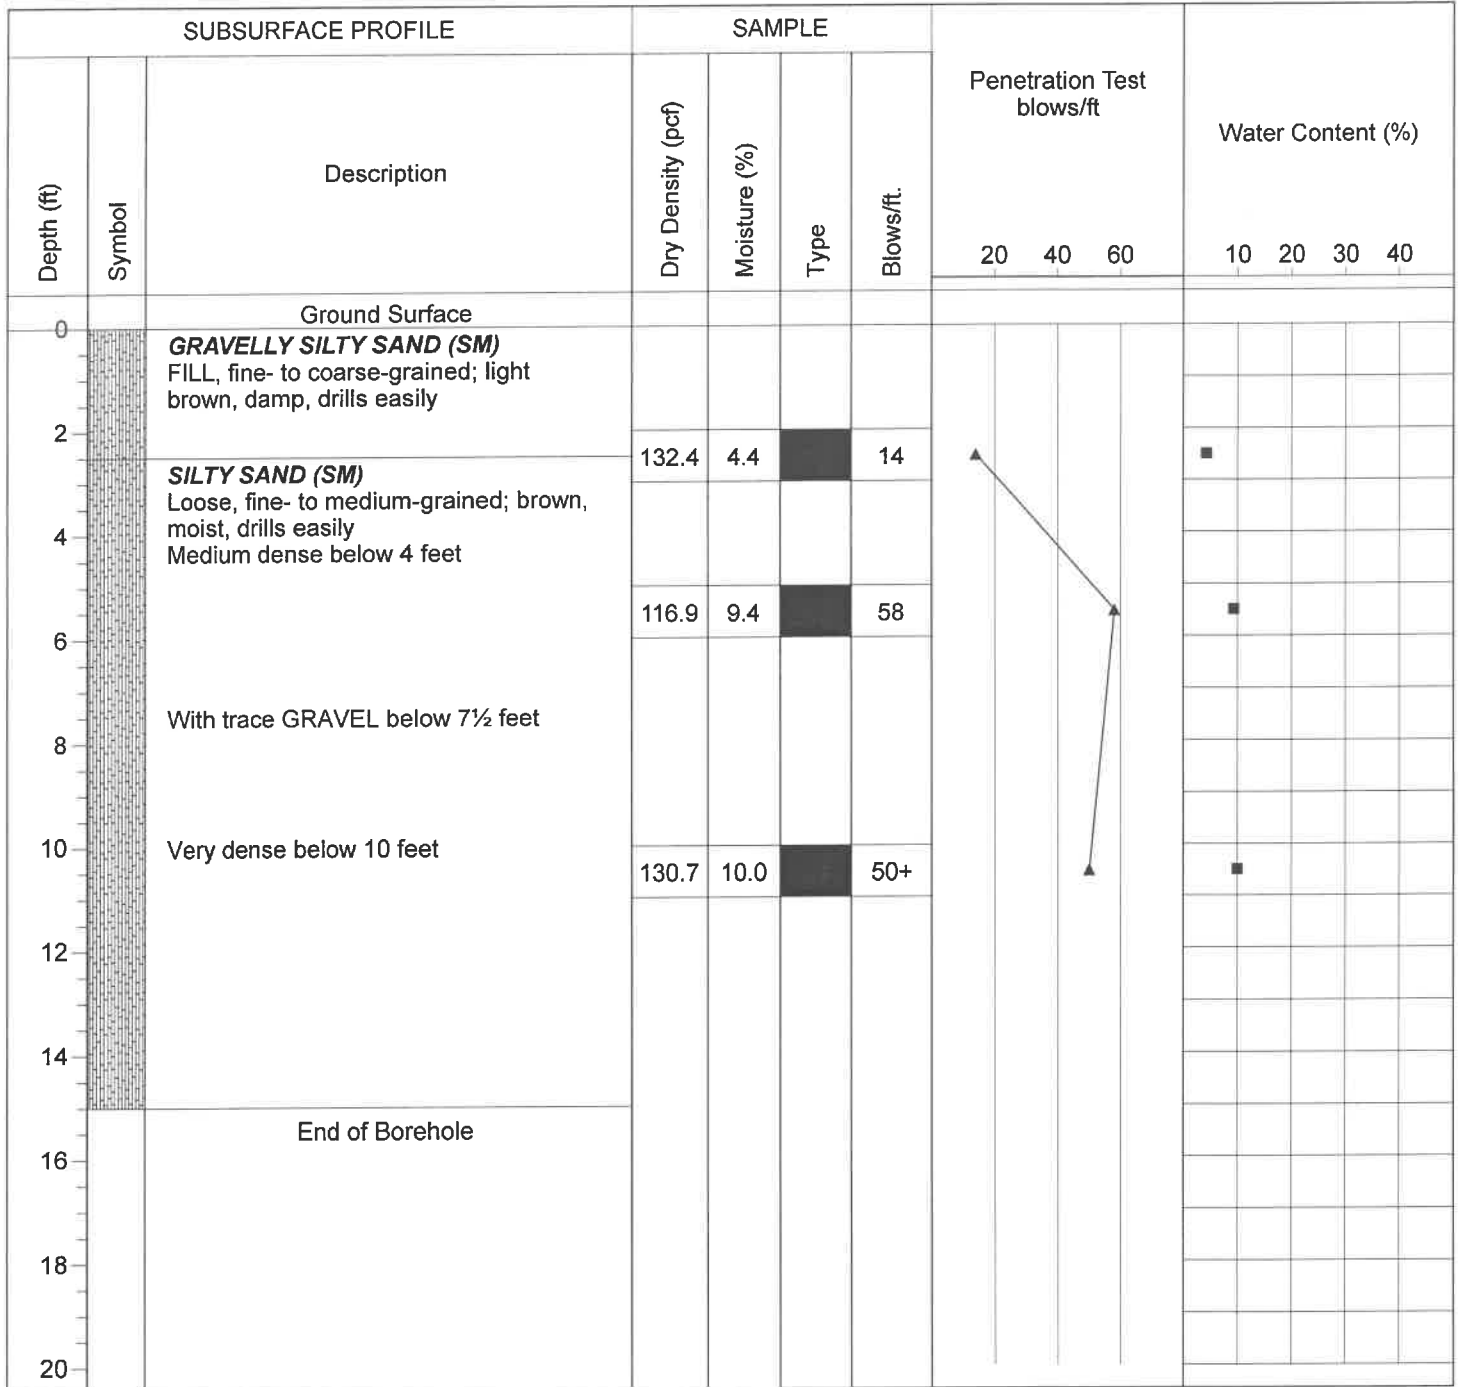 SUBSURFACE PROFILE
SAMPLE
Depth (ft)
Symbol
Description
Dry Density (pcf)
Moisture (%)
Type
Blows/ft.
Penetration Test
blows/ft
20 40 60
Water Content (%)
10 20 30 40
Ground Surface
0
GRAVELLY SILTY SAND (SM)
FILL, fine- to coarse-grained; light
brown, damp, drills easily
2
132.4 4.4 14
SILTY SAND (SM)
Loose, fine- to medium-grained; brown,
moist, drills easily
4
Medium dense below 4 feet
116.9 9.4 58
6
With trace GRAVEL below 7½ feet
8
10
Very dense below 10 feet
130.7 10.0 50+
12
14
End of Borehole
16
18
20